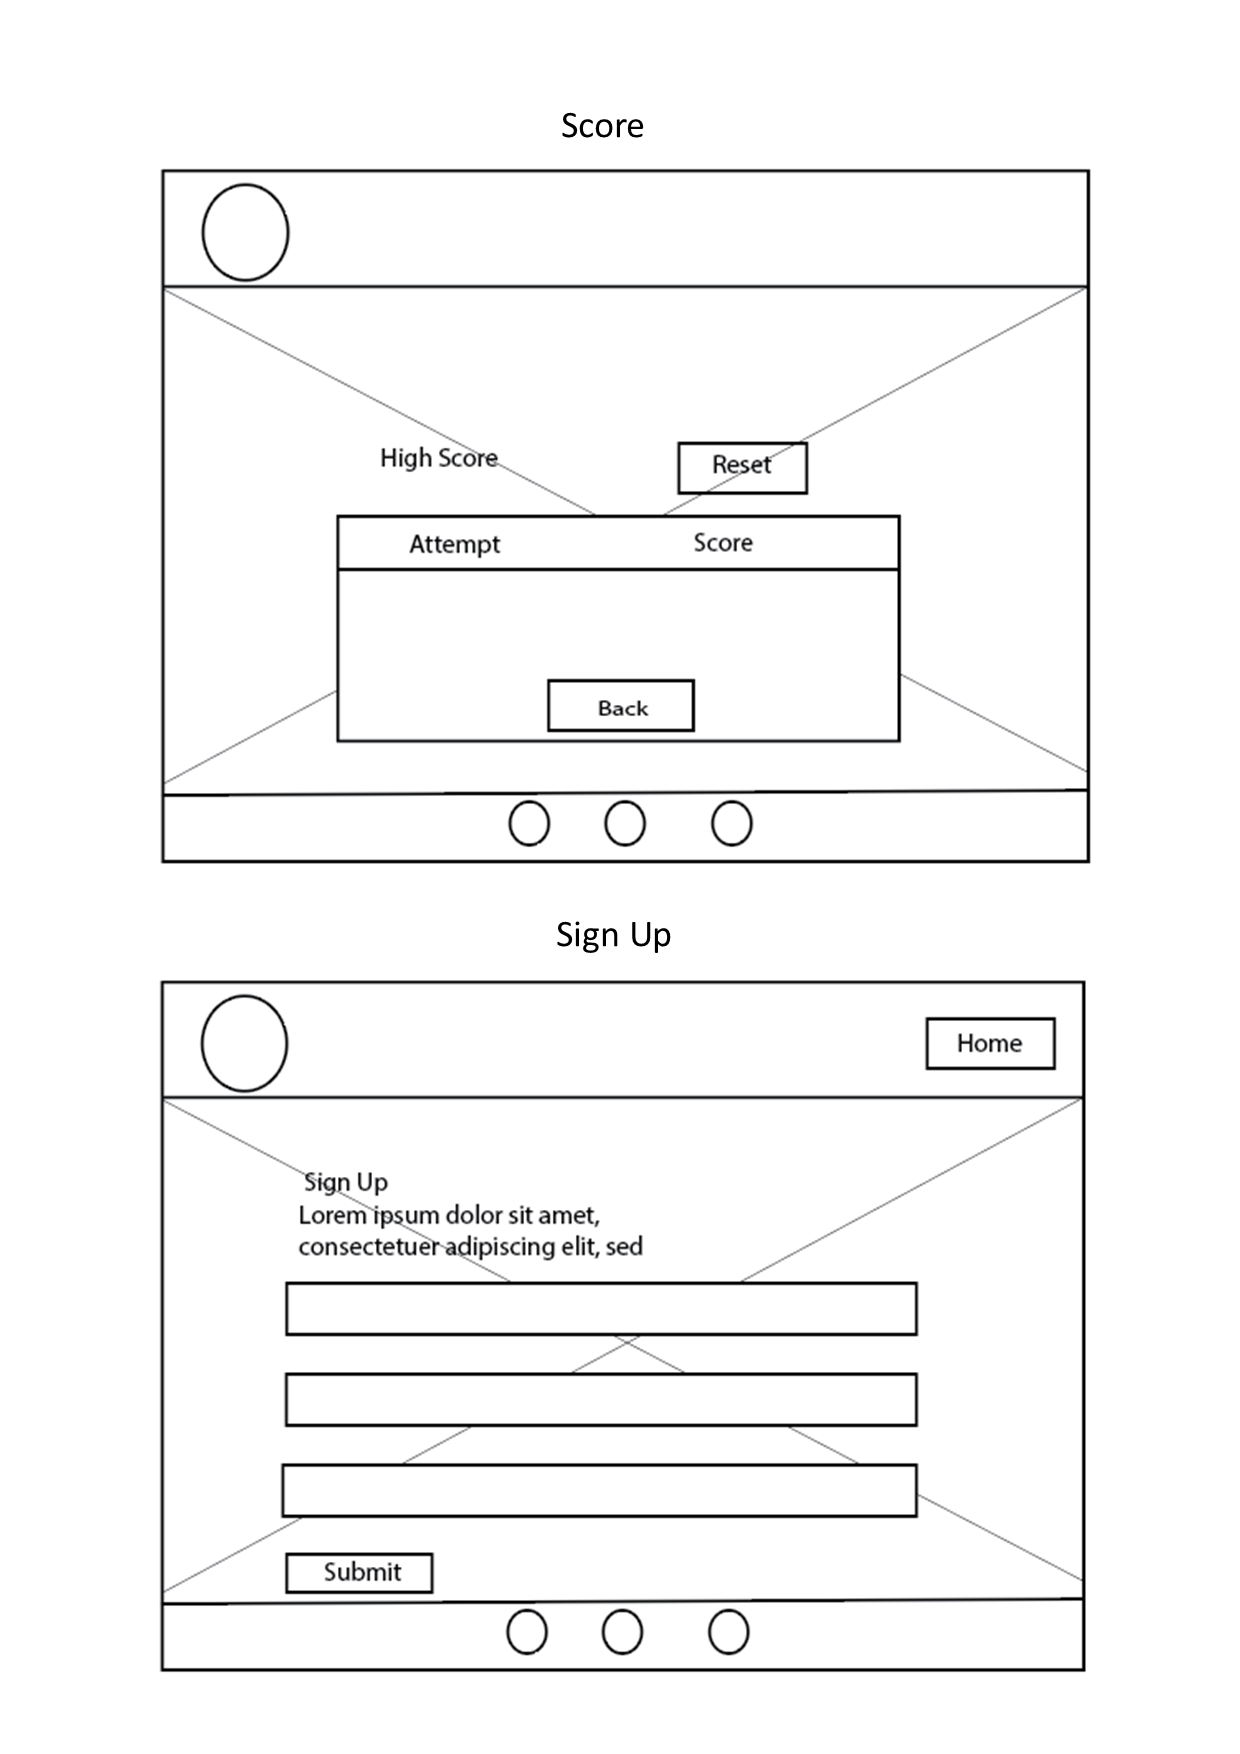 Score
High Score
Reset
Attempt Score
Back
Sign Up
Home
Sign Up
Lorem ipsum dolor sit amet,
consectetuer adipiscing elit, sed
Submit